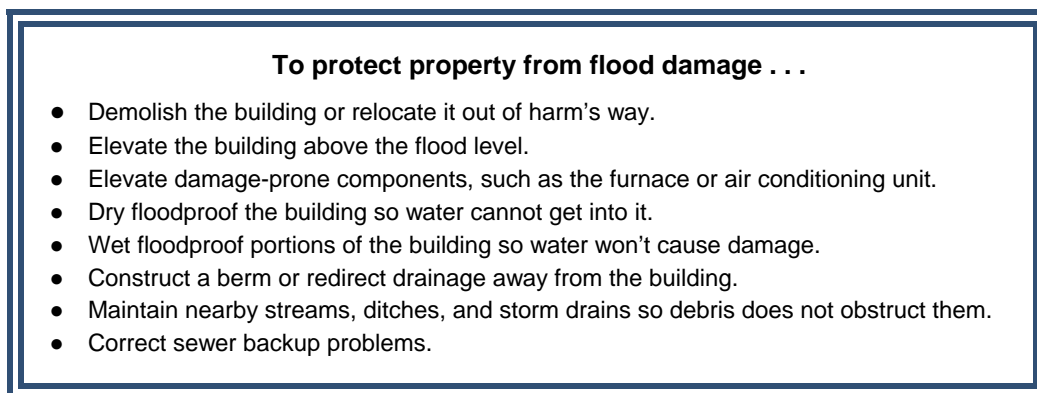 To protect property from flood damage . . .
● Demolish the building or relocate it out of harm’s way.
● Elevate the building above the flood level.
● Elevate damage-prone components, such as the furnace or air conditioning unit.
● Dry floodproof the building so water cannot get into it.
● Wet floodproof portions of the building so water won’t cause damage.
● Construct a berm or redirect drainage away from the building.
● Maintain nearby streams, ditches, and storm drains so debris does not obstruct them.
● Correct sewer backup problems.